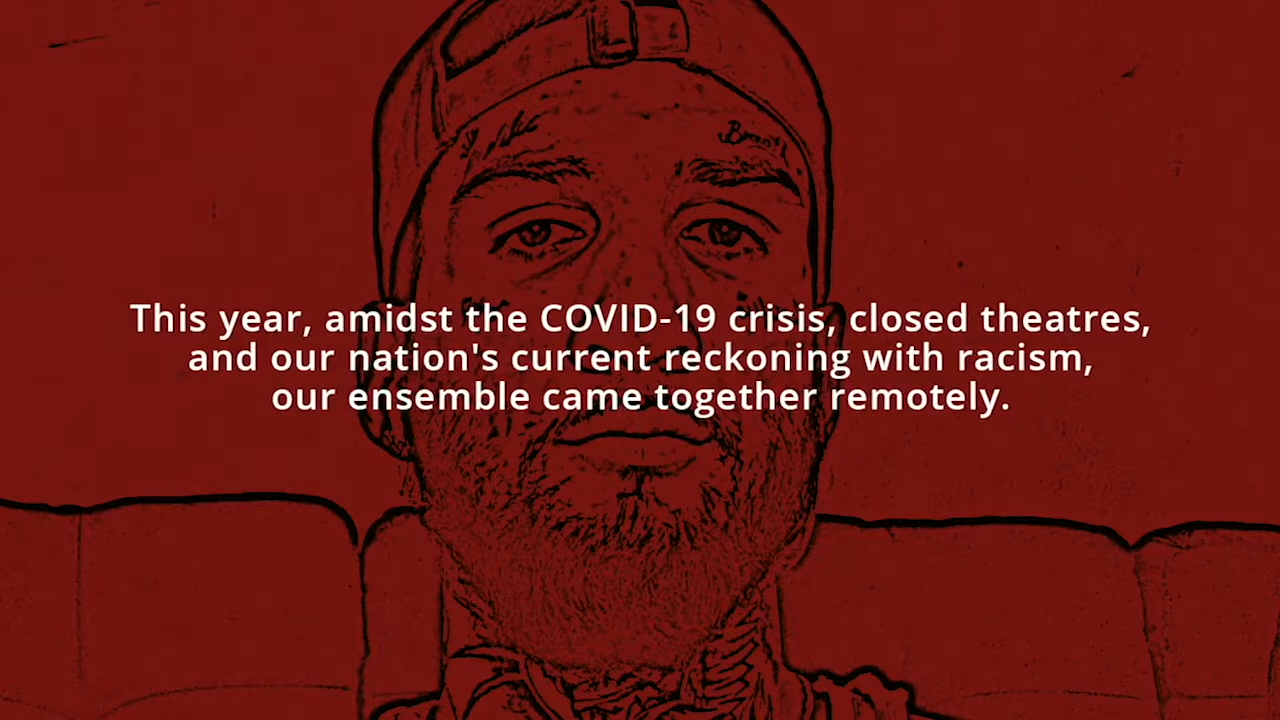 This year, amidst the COVID-19 crisis, closed theatres,
and our nation's current reckoning with racism,
our ensemble came together remotely.